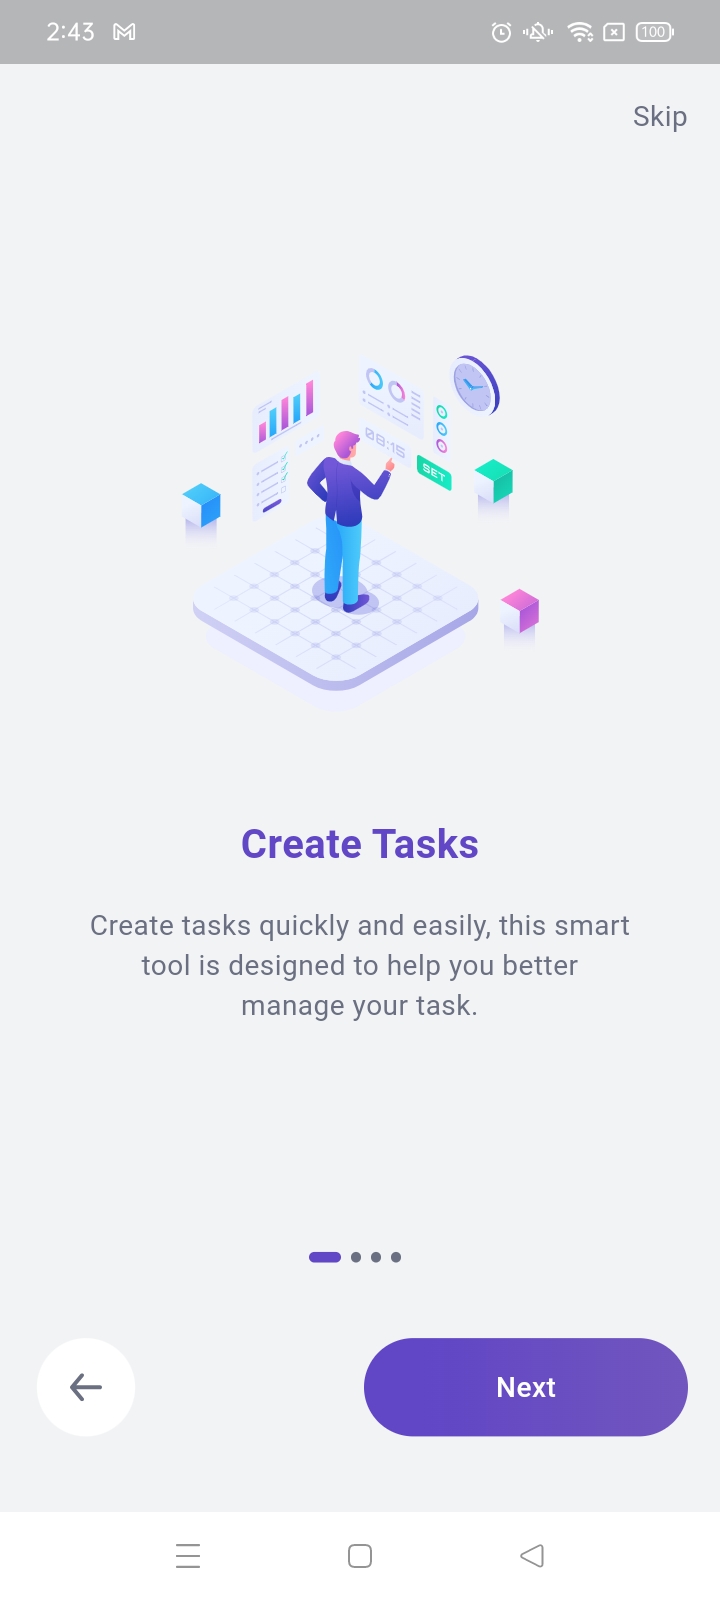 2:43
100
Skip
08:15
SET
Create Tasks
Create tasks quickly and easily, this smart
tool is designed to help you better
manage your task.
Next